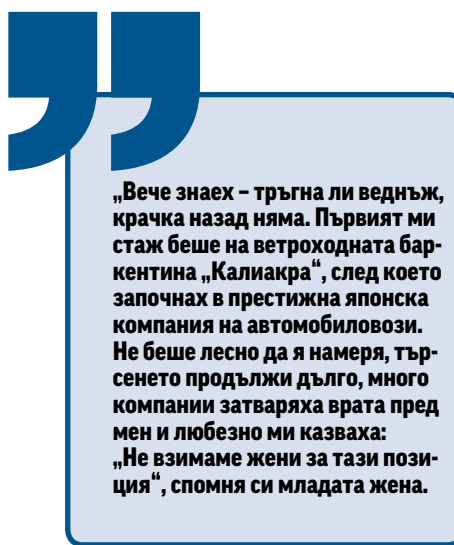 „Вече знаех – тръгна ли веднъж,
крачка назад няма. Първият ми
стаж беше на ветроходната бар-
кентина „Калиакра“, след което
започнах в престижна японска
компания на автомобиловози.
Не беше лесно да я намеря, тър-
сенето продължи дълго, много
компании затваряха врата пред
мен и любезно ми казваха:
„Не взимаме жени за тази пози-
ция“, спомня си младата жена.